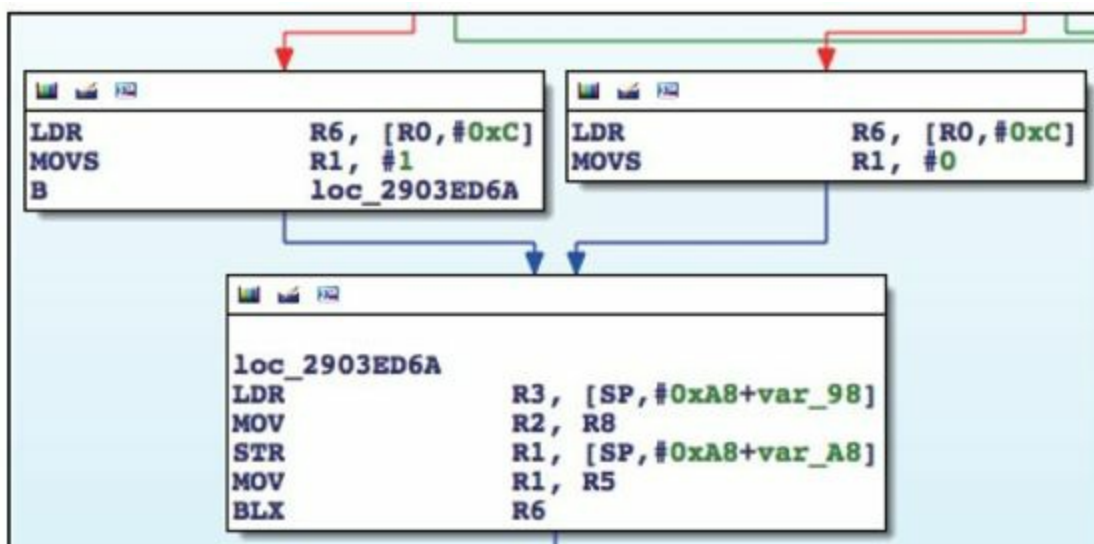 LDR R6, [R0,#0xC]
MOVS R1, #1
B loc_2903ED6A
LDR R6, [R0,#0xC]
MOVS R1, #0
loc_2903ED6A
LDR R3, [SP,#0xA8+var_98]
MOV R2, R8
STR R1, [SP,#0xA8+var_A8]
MOV R1, R5
BLX R6